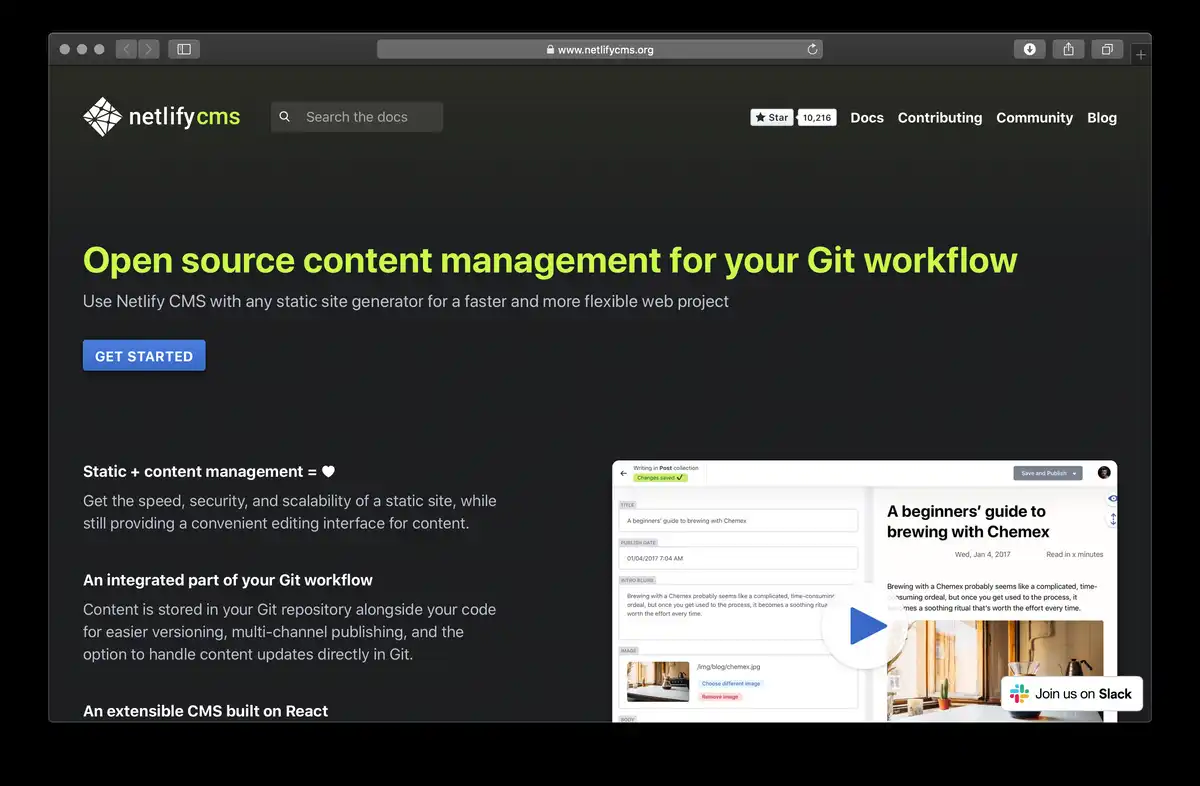 www.netlifycms.org
netlifycms
Search the docs
Star 10,216
Docs Contributing Community Blog
Open source content management for your Git workflow
Use Netlify CMS with any static site generator for a faster and more flexible web project
GET STARTED
Static + content management = ♥
Get the speed, security, and scalability of a static site, while
still providing a convenient editing interface for content.
An integrated part of your Git workflow
Content is stored in your Git repository alongside your code
for easier versioning, multi-channel publishing, and the
option to handle content updates directly in Git.
An extensible CMS built on React
Writing in Post collection
Changes saved ✓
Save and Publish
TITLE
A beginners' guide to brewing with Chemex
PUBLISH DATE
01/04/2017 7:04 AM
INTRO BLURB
Brewing with a Chemex probably seems like a complicated, time-consuming
ordeal, but once you get used to the process, it becomes a soothing ritual
worth the effort every time.
IMAGE
/img/blog/chemex.jpg
Choose different image
Remove image
BODY
A beginners' guide to
brewing with Chemex
Wed, Jan 4, 2017
Read in x minutes
Brewing with a Chemex probably seems like a complicated, time-
consuming ordeal, but once you get used to the process, it
becomes a soothing ritual that's worth the effort every time.
Join us on Slack